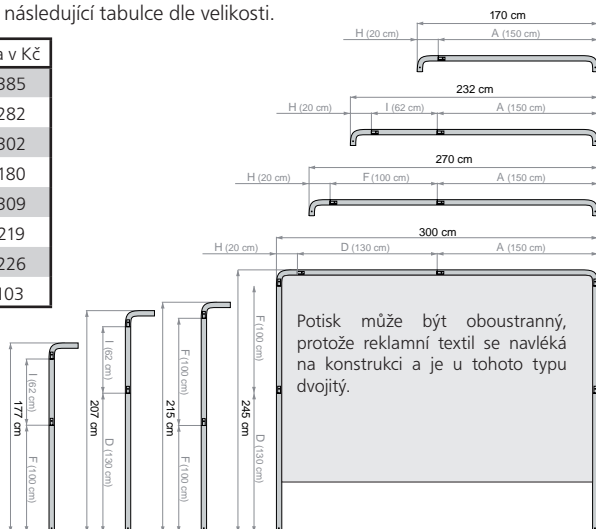 následující tabulce dle velikosti.
a v Kč
385
282
302
180
309
219
226
103
170 cm
H (20 cm) A (150 cm)
232 cm
H (20 cm) I (62 cm) A (150 cm)
270 cm
H (20 cm) F (100 cm) A (150 cm)
300 cm
H (20 cm) D (130 cm) A (150 cm)
Potisk může být oboustranný,
protože reklamní textil se navléká
na konstrukci a je u tohoto typu
dvojitý.
177 cm
I (62 cm)
F (100 cm)
207 cm
I (62 cm)
D (130 cm)
215 cm
F (100 cm)
F (100 cm)
245 cm
F (100 cm)
D (130 cm)